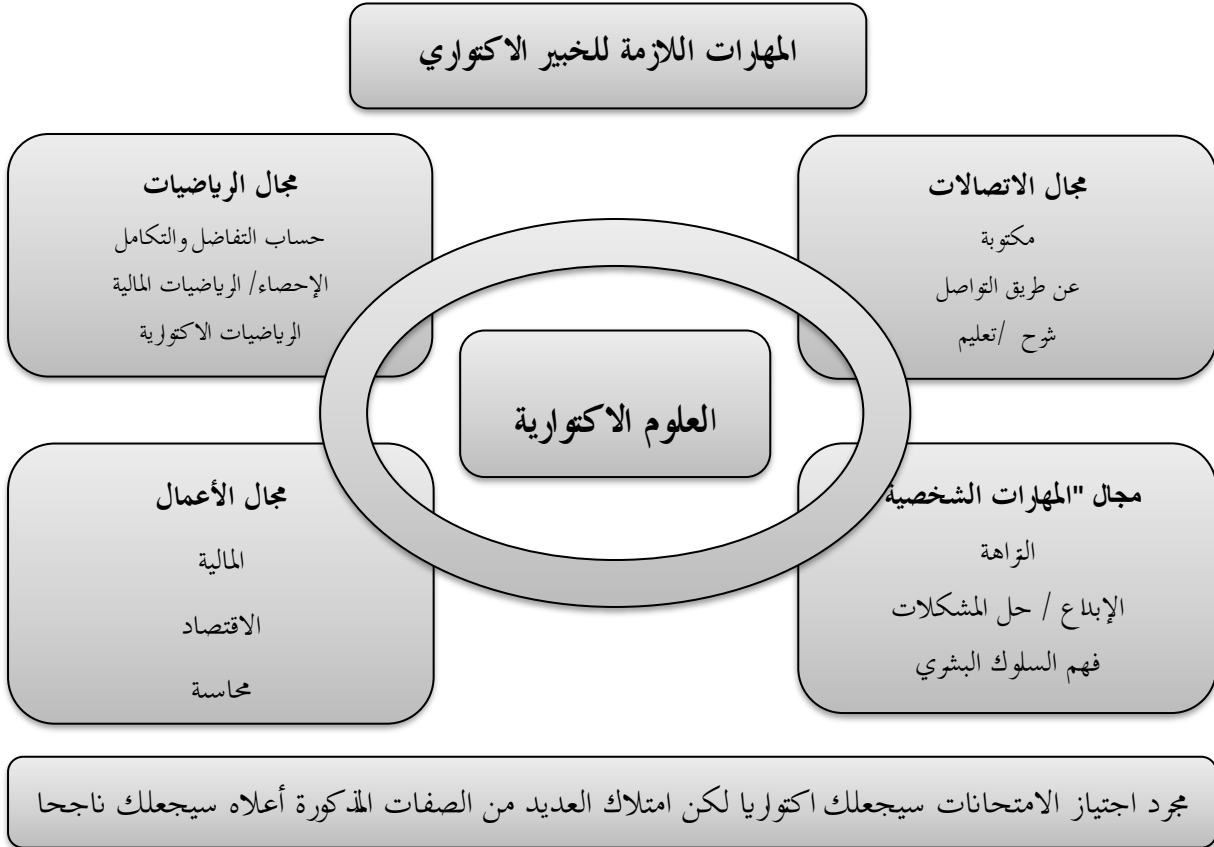 المهارات اللازمة للخبير الاكتواري
مجال الاتصالات
مكتوبة
عن طريق التواصل
شرح /تعليم
مجال الرياضيات
حساب التفاضل والتكامل
الإحصاء/ الرياضيات المالية
الرياضيات الاكتوارية
العلوم الاكتوارية
مجال "المهارات الشخصية
النزاهة
الإبداع / حل المشكلات
فهم السلوك البشري
مجال الأعمال
المالية
الاقتصاد
محاسبة
مجرد اجتياز الامتحانات سيجعلك اكتواريا لكن امتلاك العديد من الصفات المذكورة أعلاه سيجعلك ناجحا